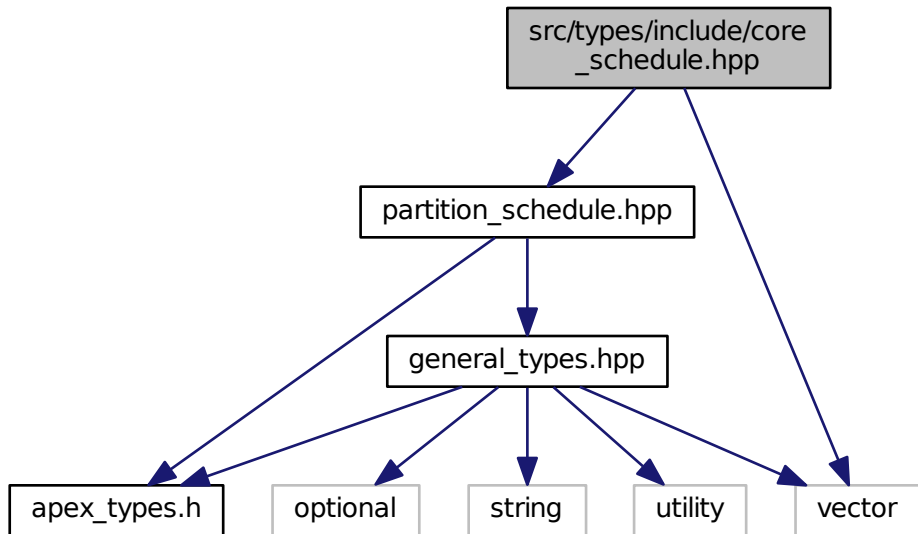 src/types/include/core
_schedule.hpp
partition_schedule.hpp
general_types.hpp
apex_types.h
optional
string
utility
vector